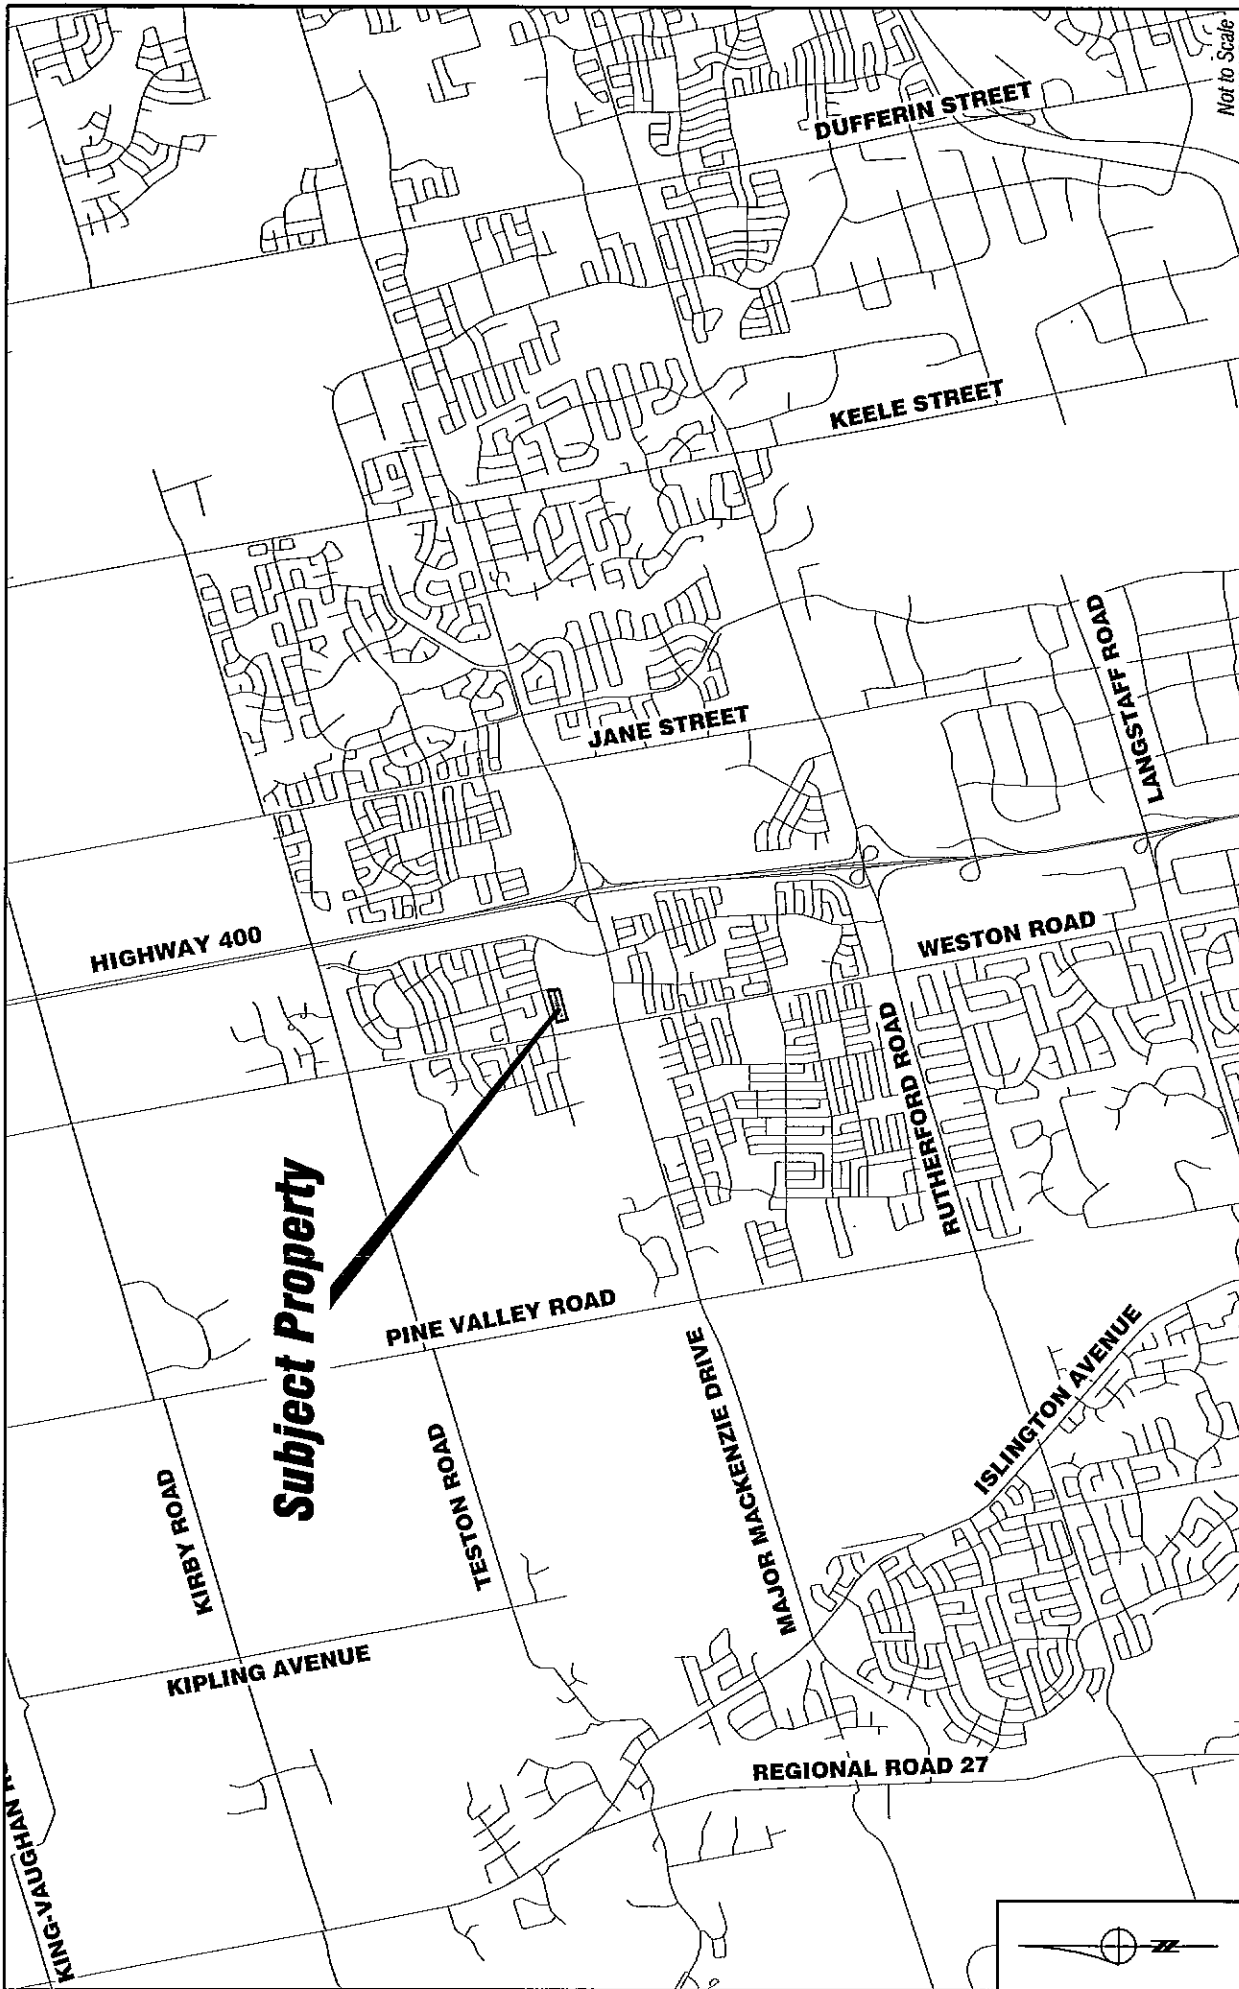 Not to Scale
DUFFERIN STREET
KEELE STREET
LANGSTAFF ROAD
JANE STREET
HIGHWAY 400
WESTON ROAD
RUTHERFORD ROAD
Subject Property
PINE VALLEY ROAD
ISLINGTON AVENUE
MAJOR MACKENZIE DRIVE
TESTON ROAD
KIRBY ROAD
KIPLING AVENUE
REGIONAL ROAD 27
KING-VAUGHAN
N